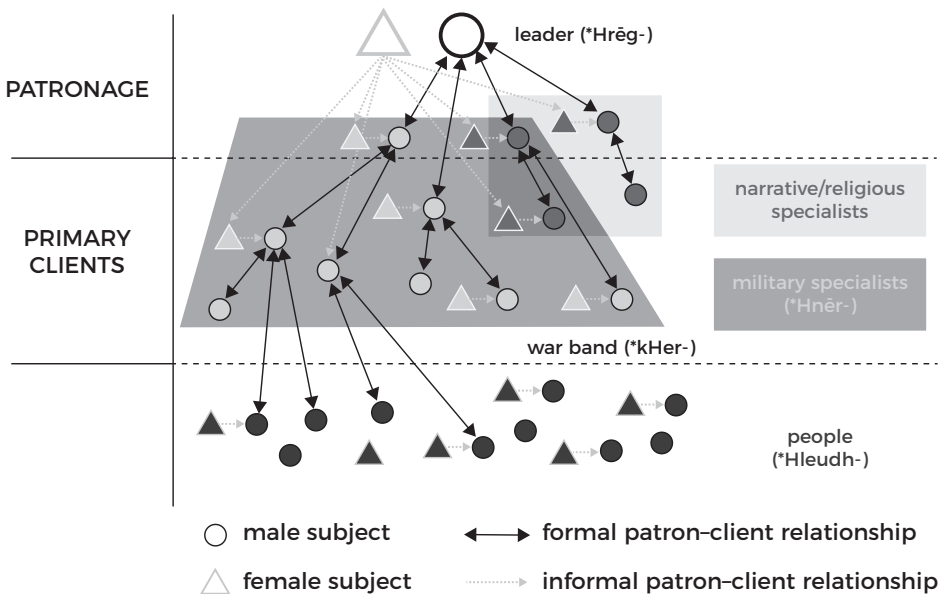 leader (*Hrēg-)
PATRONAGE
narrative/religious
specialists
PRIMARY
CLIENTS
military specialists
(*Hnēr-)
war band (*kHer-)
people
(*Hleudh-)
male subject
formal patron–client relationship
female subject
informal patron–client relationship